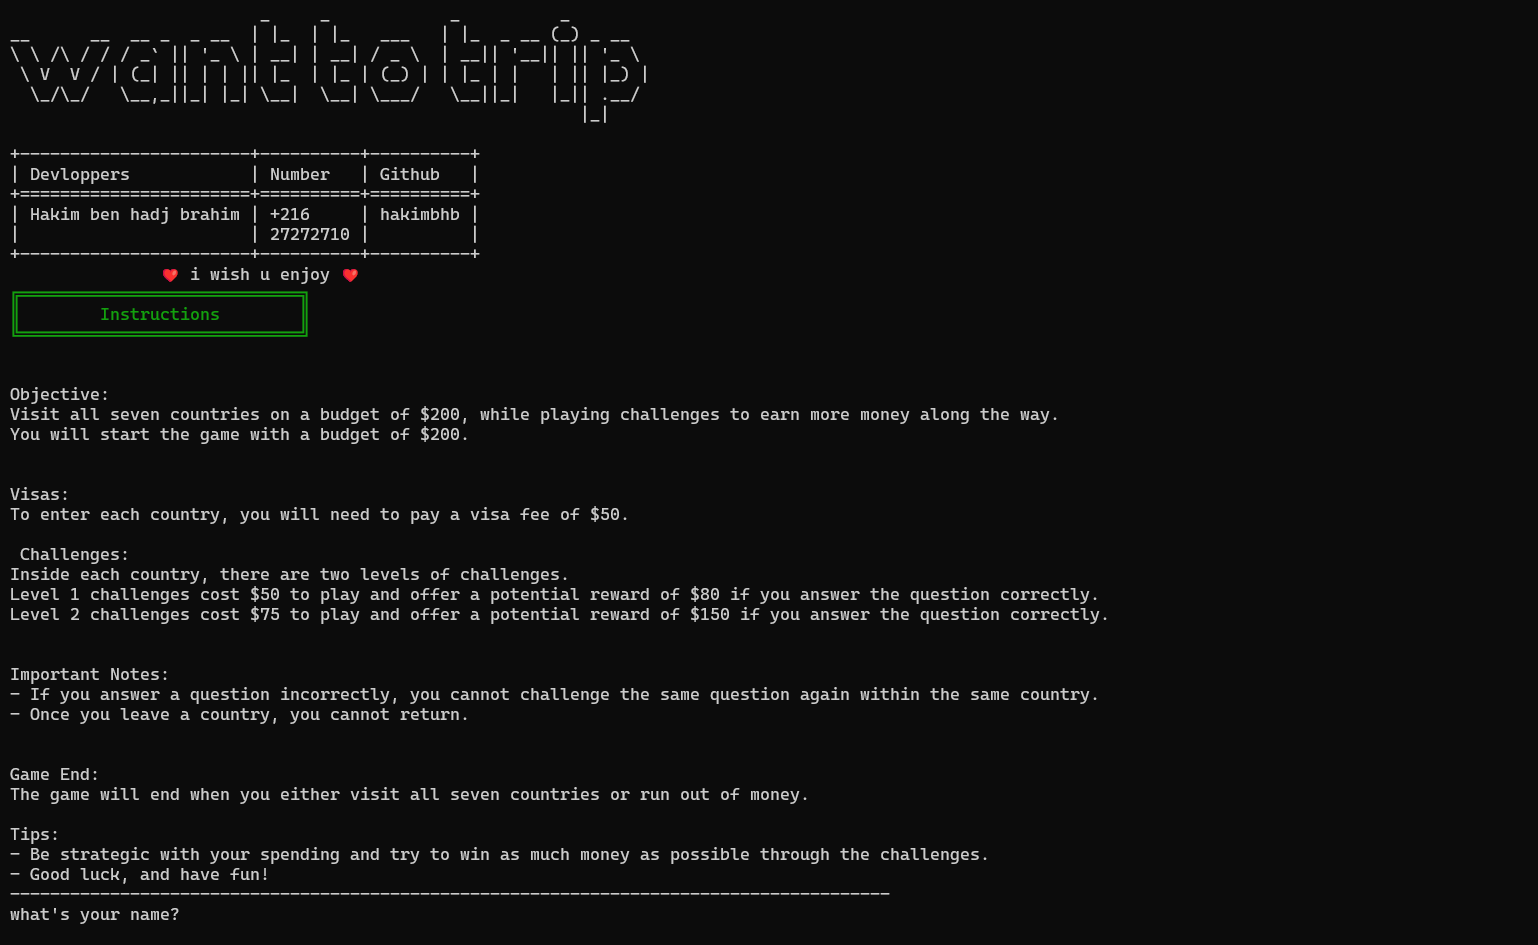 want to trip
Devloppers Number Github
Hakim ben hadj brahim +216 hakimbhb
27272710
❤️ i wish u enjoy ❤️
Instructions
Objective:
Visit all seven countries on a budget of $200, while playing challenges to earn more money along the way.
You will start the game with a budget of $200.
Visas:
To enter each country, you will need to pay a visa fee of $50.
Challenges:
Inside each country, there are two levels of challenges.
Level 1 challenges cost $50 to play and offer a potential reward of $80 if you answer the question correctly.
Level 2 challenges cost $75 to play and offer a potential reward of $150 if you answer the question correctly.
Important Notes:
- If you answer a question incorrectly, you cannot challenge the same question again within the same country.
- Once you leave a country, you cannot return.
Game End:
The game will end when you either visit all seven countries or run out of money.
Tips:
- Be strategic with your spending and try to win as much money as possible through the challenges.
- Good luck, and have fun!
what's your name?